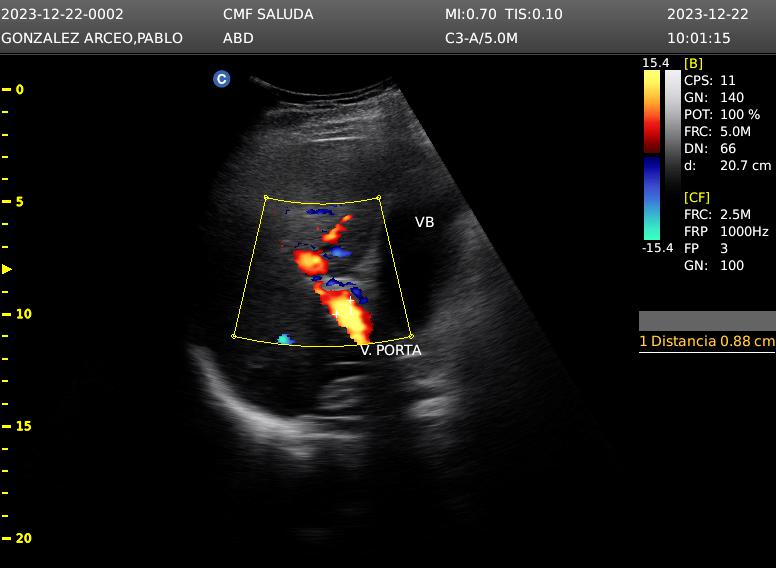 2023-12-22-0002 CMF SALUDA MI:0.70 TIS:0.10 2023-12-22
GONZALEZ ARCEO,PABLO ABD C3-A/5.0M 10:01:15
C
0
5
10
15
20
VB
V. PORTA
15.4
-15.4
[B]
CPS: 11
GN: 140
POT: 100 %
FRC: 5.0M
DN: 66
d: 20.7 cm
[CF]
FRC: 2.5M
FRP 1000Hz
FP 3
GN: 100
1 Distancia 0.88 cm